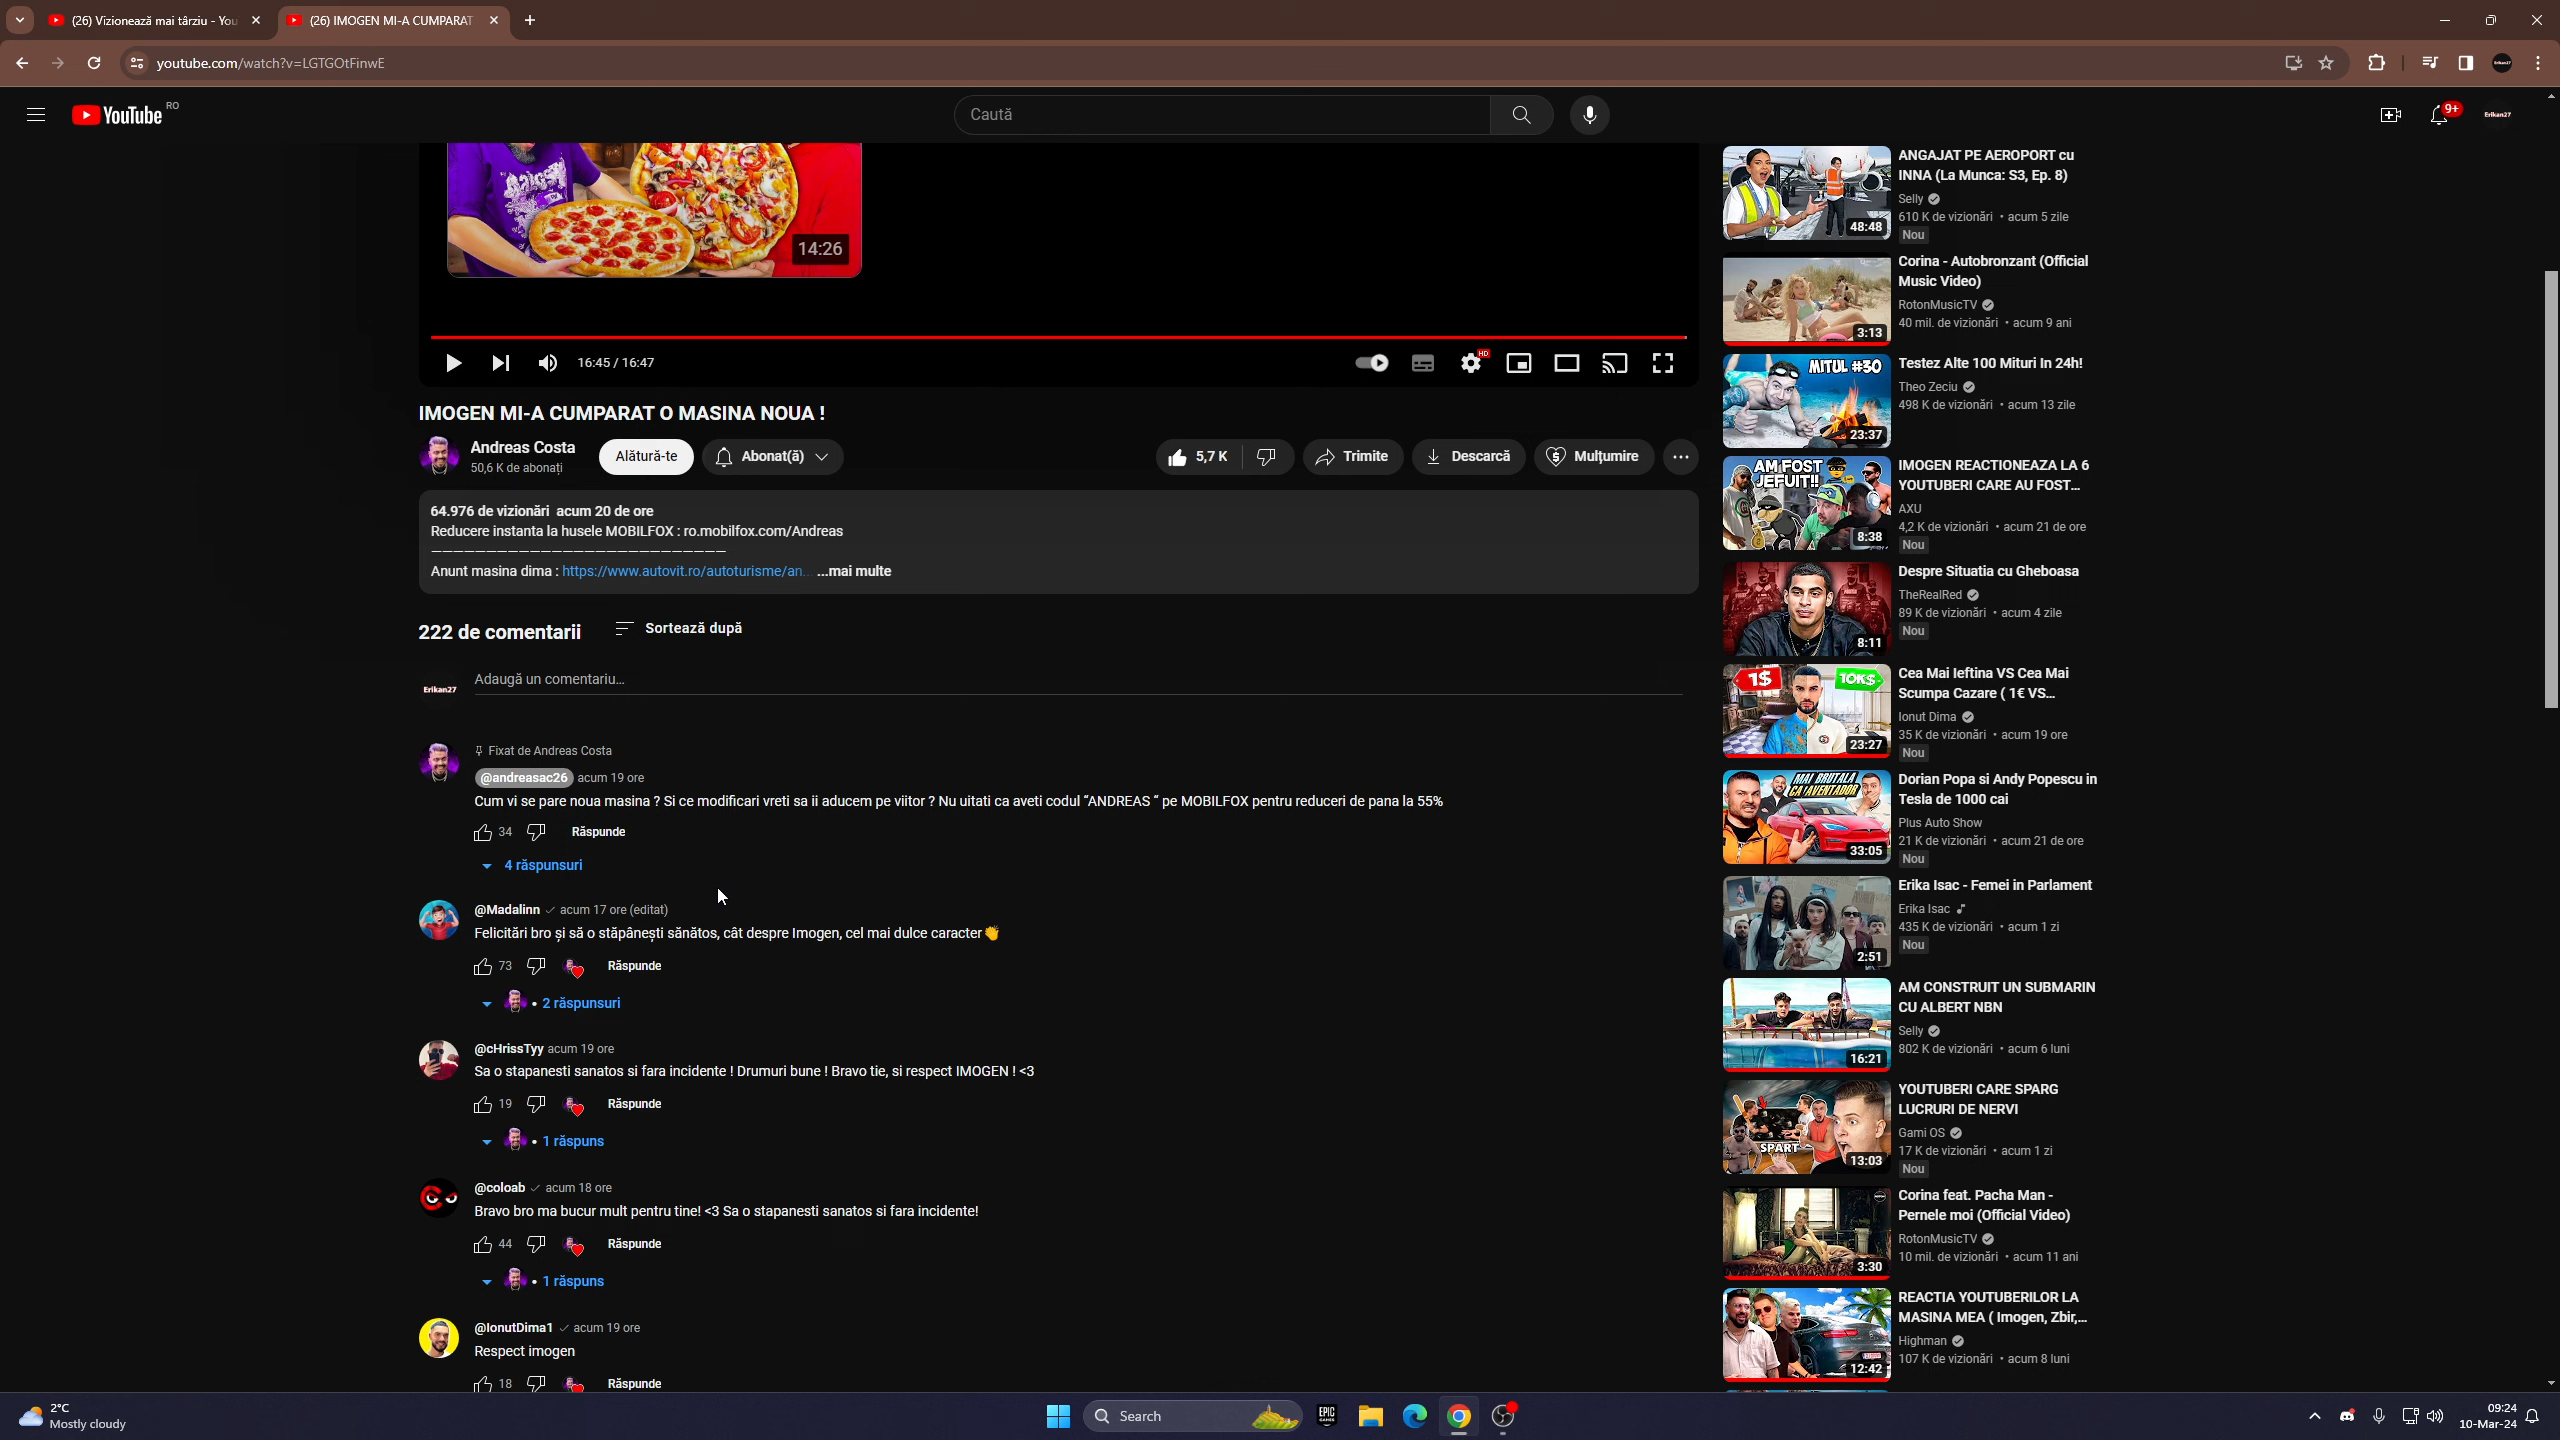 (26) Vizionează mai târziu - You
(26) IMOGEN MI-A CUMPARAT
youtube.com/watch?v=LGTGOtFinwE
YouTube RO
Caută
9+
Erikan27
14:26
16:45 / 16:47
HD
IMOGEN MI-A CUMPARAT O MASINA NOUA !
Andreas Costa
50,6 K de abonați
Alătură-te
Abonat(ă)
5,7 K
Trimite
Descarcă
Mulțumire
64.976 de vizionări acum 20 de ore
Reducere instanta la husele MOBILFOX : ro.mobilfox.com/Andreas
———————————————————————————
Anunt masina dima : https://www.autovit.ro/autoturisme/an... ...mai multe
222 de comentarii
Sortează după
Erikan27
Adaugă un comentariu...
Fixat de Andreas Costa
@andreasac26 acum 19 ore
Cum vi se pare noua masina ? Si ce modificari vreti sa ii aducem pe viitor ? Nu uitati ca aveti codul “ANDREAS “ pe MOBILFOX pentru reduceri de pana la 55%
34 Răspunde
4 răspunsuri
@Madalinn acum 17 ore (editat)
Felicitări bro și să o stăpânești sănătos, cât despre Imogen, cel mai dulce caracter👏
73 Răspunde
• 2 răspunsuri
@cHrissTyy acum 19 ore
Sa o stapanesti sanatos si fara incidente ! Drumuri bune ! Bravo tie, si respect IMOGEN ! <3
19 Răspunde
• 1 răspuns
@coloab acum 18 ore
Bravo bro ma bucur mult pentru tine! <3 Sa o stapanesti sanatos si fara incidente!
44 Răspunde
• 1 răspuns
@IonutDima1 acum 19 ore
Respect imogen
18 Răspunde
48:48
ANGAJAT PE AEROPORT cu
INNA (La Munca: S3, Ep. 8)
Selly
610 K de vizionări • acum 5 zile
Nou
3:13
Corina - Autobronzant (Official
Music Video)
RotonMusicTV
40 mil. de vizionări • acum 9 ani
MITUL #30
23:37
Testez Alte 100 Mituri In 24h!
Theo Zeciu
498 K de vizionări • acum 13 zile
AM FOST
JEFUIT!!
8:38
IMOGEN REACTIONEAZA LA 6
YOUTUBERI CARE AU FOST...
AXU
4,2 K de vizionări • acum 21 de ore
Nou
8:11
Despre Situatia cu Gheboasa
TheRealRed
89 K de vizionări • acum 4 zile
Nou
1$
10K$
23:27
Cea Mai Ieftina VS Cea Mai
Scumpa Cazare ( 1€ VS...
Ionut Dima
35 K de vizionări • acum 19 ore
Nou
MAI BRUTALA
CA AVENTADOR
33:05
Dorian Popa si Andy Popescu in
Tesla de 1000 cai
Plus Auto Show
21 K de vizionări • acum 21 de ore
Nou
2:51
Erika Isac - Femei in Parlament
Erika Isac
435 K de vizionări • acum 1 zi
Nou
16:21
AM CONSTRUIT UN SUBMARIN
CU ALBERT NBN
Selly
802 K de vizionări • acum 6 luni
SPART
13:03
YOUTUBERI CARE SPARG
LUCRURI DE NERVI
Gami OS
17 K de vizionări • acum 1 zi
Nou
3:30
Corina feat. Pacha Man -
Pernele moi (Official Video)
RotonMusicTV
10 mil. de vizionări • acum 11 ani
12:42
REACTIA YOUTUBERILOR LA
MASINA MEA ( Imogen, Zbir,...
Highman
107 K de vizionări • acum 8 luni
2°C
Mostly cloudy
Search
EPIC
GAMES
09:24
10-Mar-24